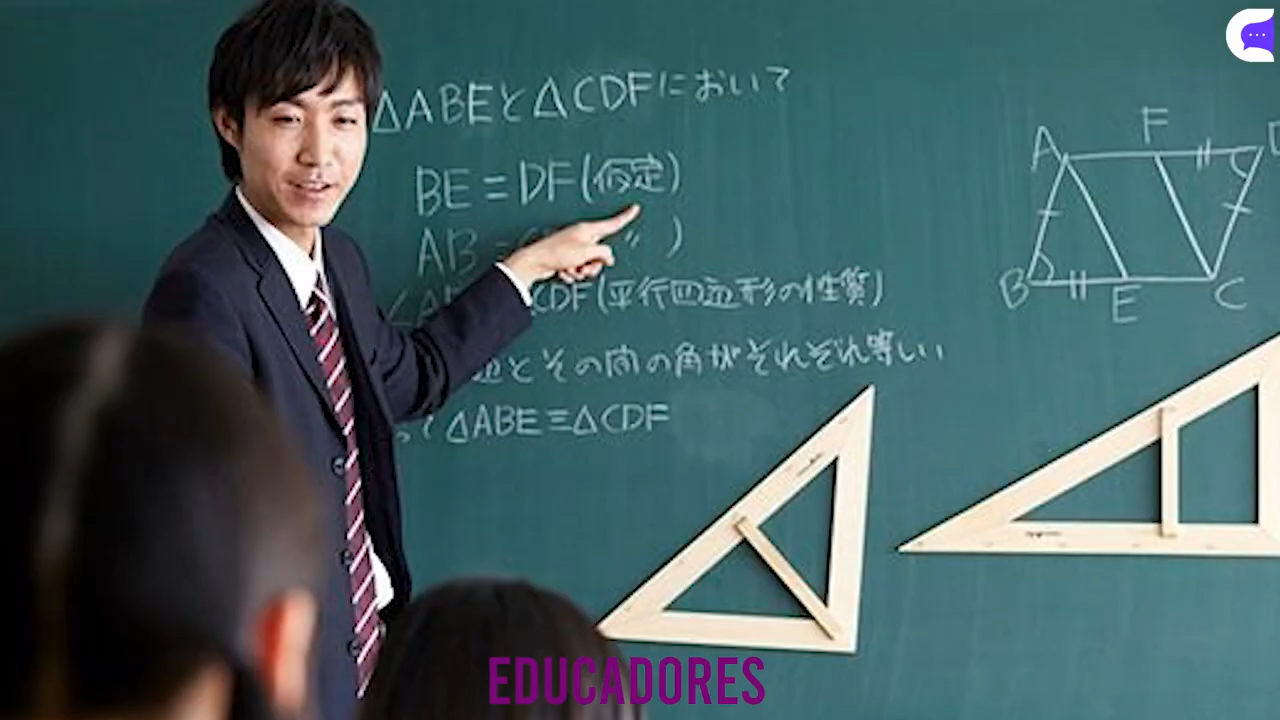 △ABEと△CDFにおいて
BE=DF(仮定)
AB= 〃)
CDF(平行四辺形の性質)
辺とその間の角がそれぞれ等しい、
△ABE≡△CDF
A F D
B E C
EDUCADORES